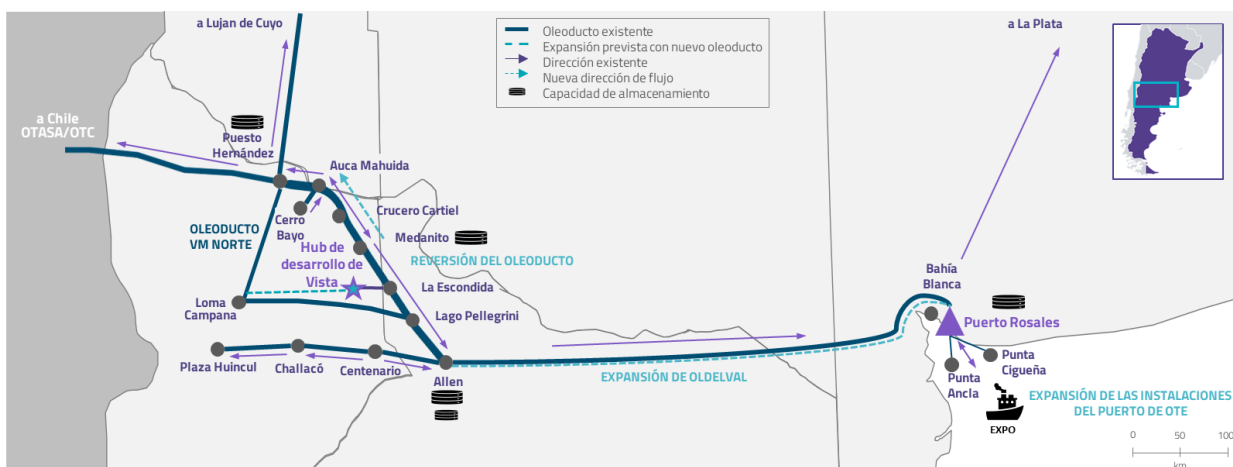 a Lujan de Cuyo
a La Plata
Oleoducto existente
Expansión prevista con nuevo oleoducto
Dirección existente
Nueva dirección de flujo
Capacidad de almacenamiento
a Chile
OTASA/OTC
Puesto
Hernández
Auca Mahuida
Cerro
Bayo
Crucero Cartiel
OLEODUCTO
VM NORTE
Medanito
Hub de
desarrollo de
Vista
REVERSIÓN DEL OLEODUCTO
La Escondida
Loma
Campana
Lago Pellegrini
Bahía
Blanca
Puerto Rosales
Plaza Huincul
Challacó
Centenario
Allen
EXPANSIÓN DE OLDELVAL
Punta
Cigueña
Punta
Ancla
EXPO
EXPANSIÓN DE LAS INSTALACIONES
DEL PUERTO DE OTE
0 50 100
km